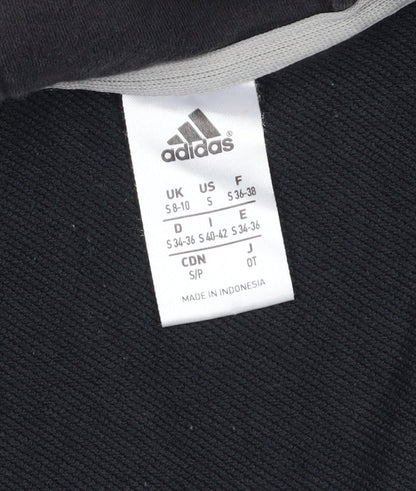 adidas®
UK US F
S 8-10 S S 36-38
D I E
S 34-36 S 40-42 S 34-36
CDN J
S/P OT
MADE IN INDONESIA